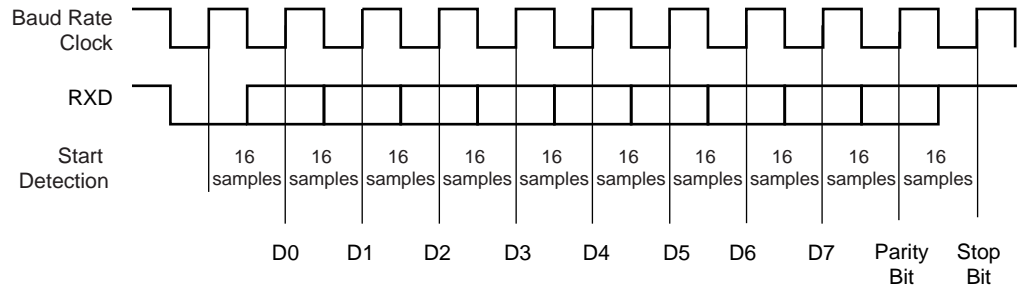 Baud Rate
Clock
RXD
Start
Detection
16 16 16 16 16 16 16 16 16 16
samples samples samples samples samples samples samples samples samples samples
D0 D1 D2 D3 D4 D5 D6 D7 Parity Stop
Bit Bit